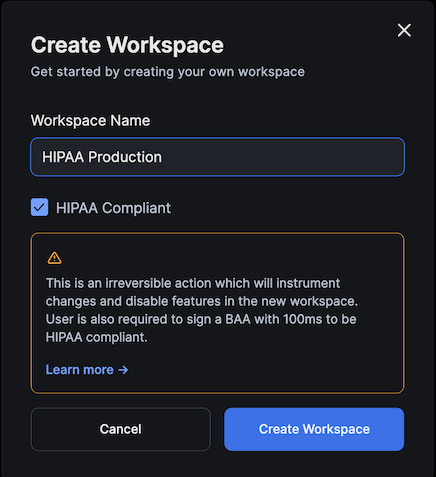 Create Workspace
Get started by creating your own workspace
Workspace Name
HIPAA Production
HIPAA Compliant
This is an irreversible action which will instrument
changes and disable features in the new workspace.
User is also required to sign a BAA with 100ms to be
HIPAA compliant.
Learn more →
Cancel
Create Workspace